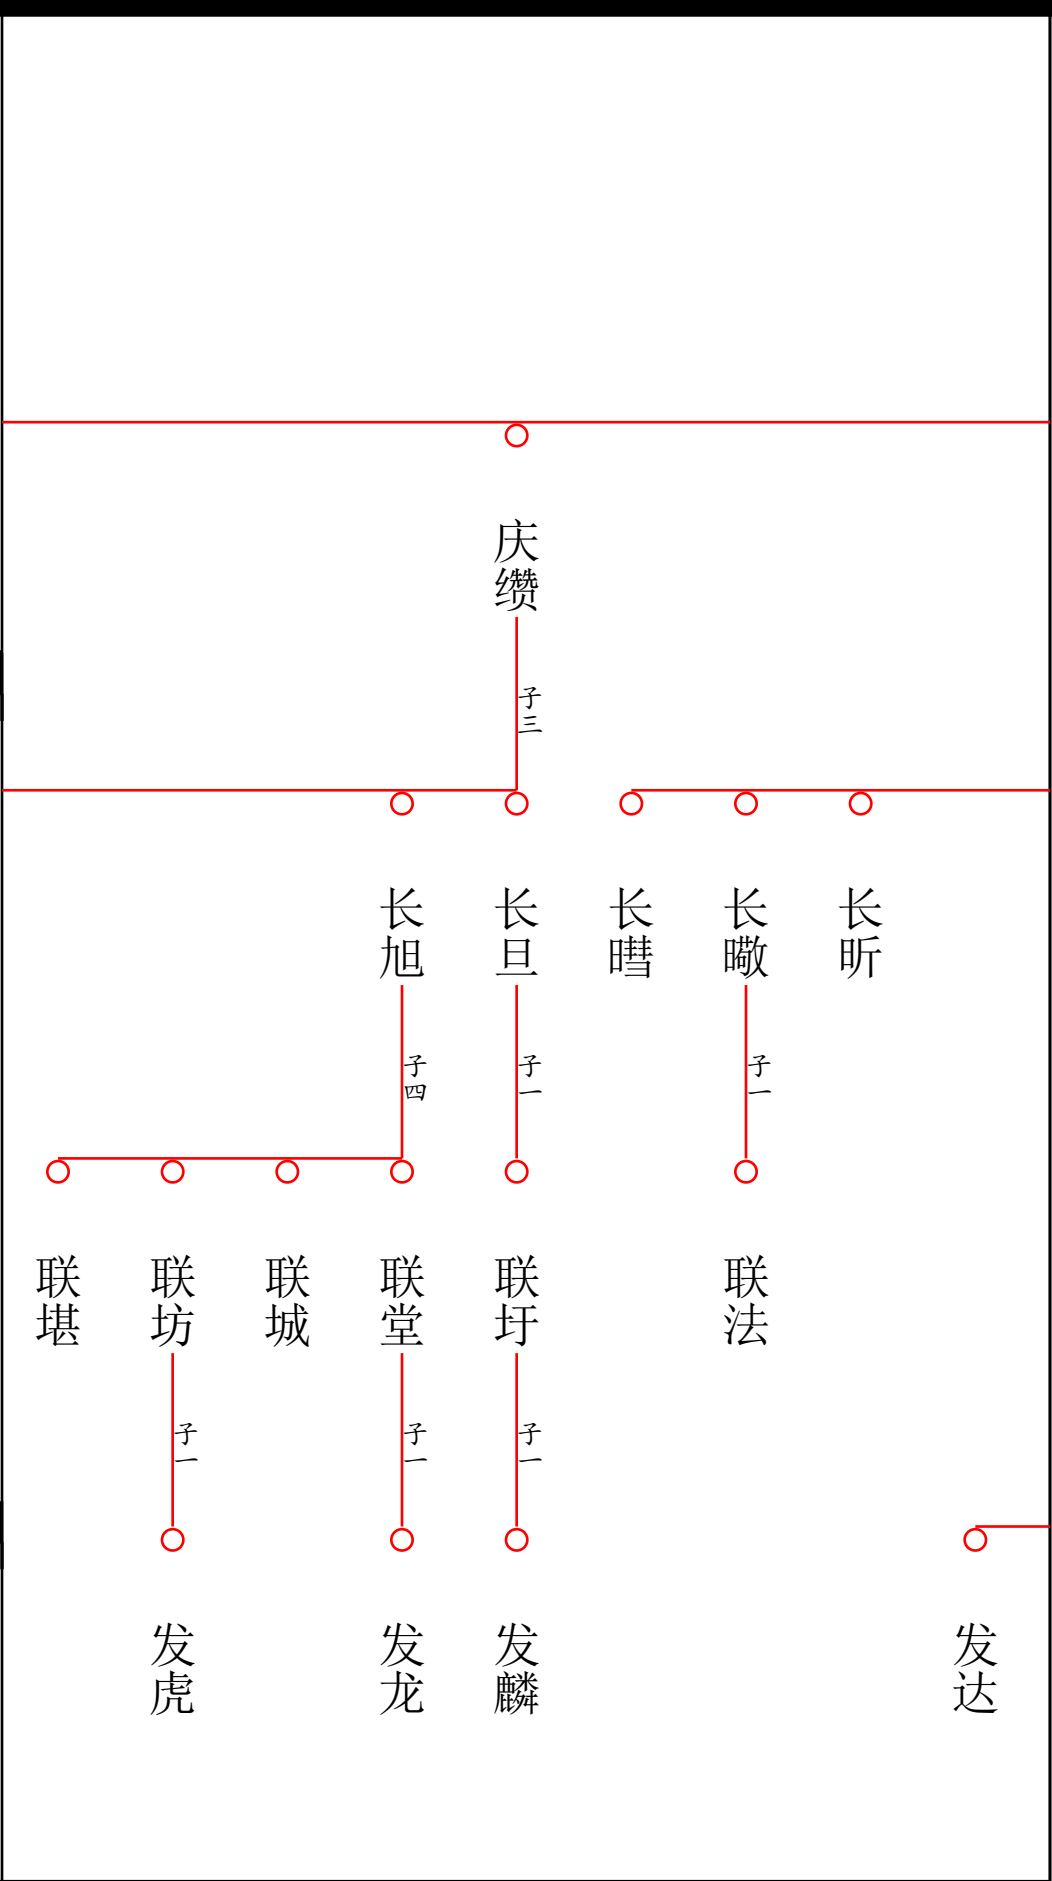 庆缵
子三
长昕
长
子一
长暳
长旦
子一
长旭
子四
联法
联圩
子一
联堂
子一
联城
联坊
子一
联堪
发达
发麟
发龙
发虎